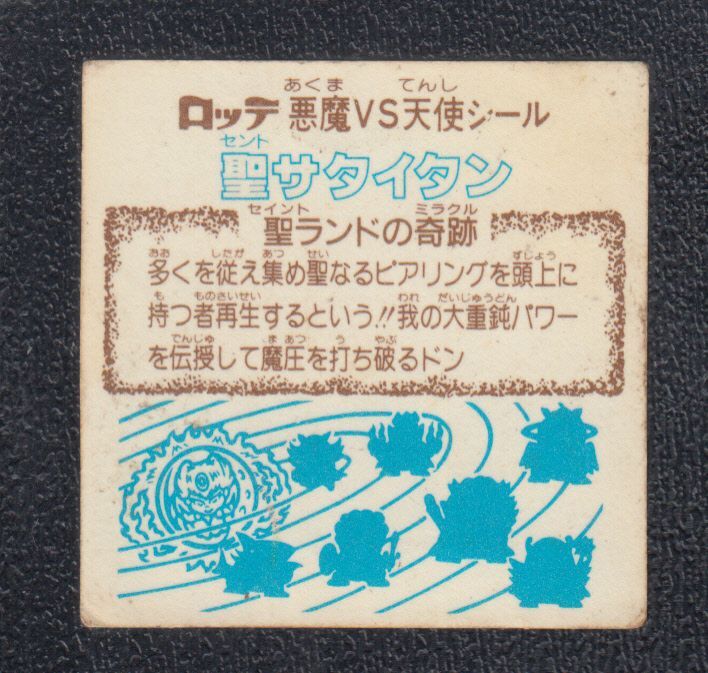 あくま てんし
ロッテ 悪魔VS天使シール
セント
聖サタイタン
セイント ミラクル
聖ランドの奇跡
おお したが あつ せい ずじょう
多くを従え集め聖なるピアリングを頭上に
も ものさいせい われ だいじゅうどん
持つ者再生するという!!我の大重鈍パワー
でんじゅ まあつ う やぶ
を伝授して魔圧を打ち破るドン